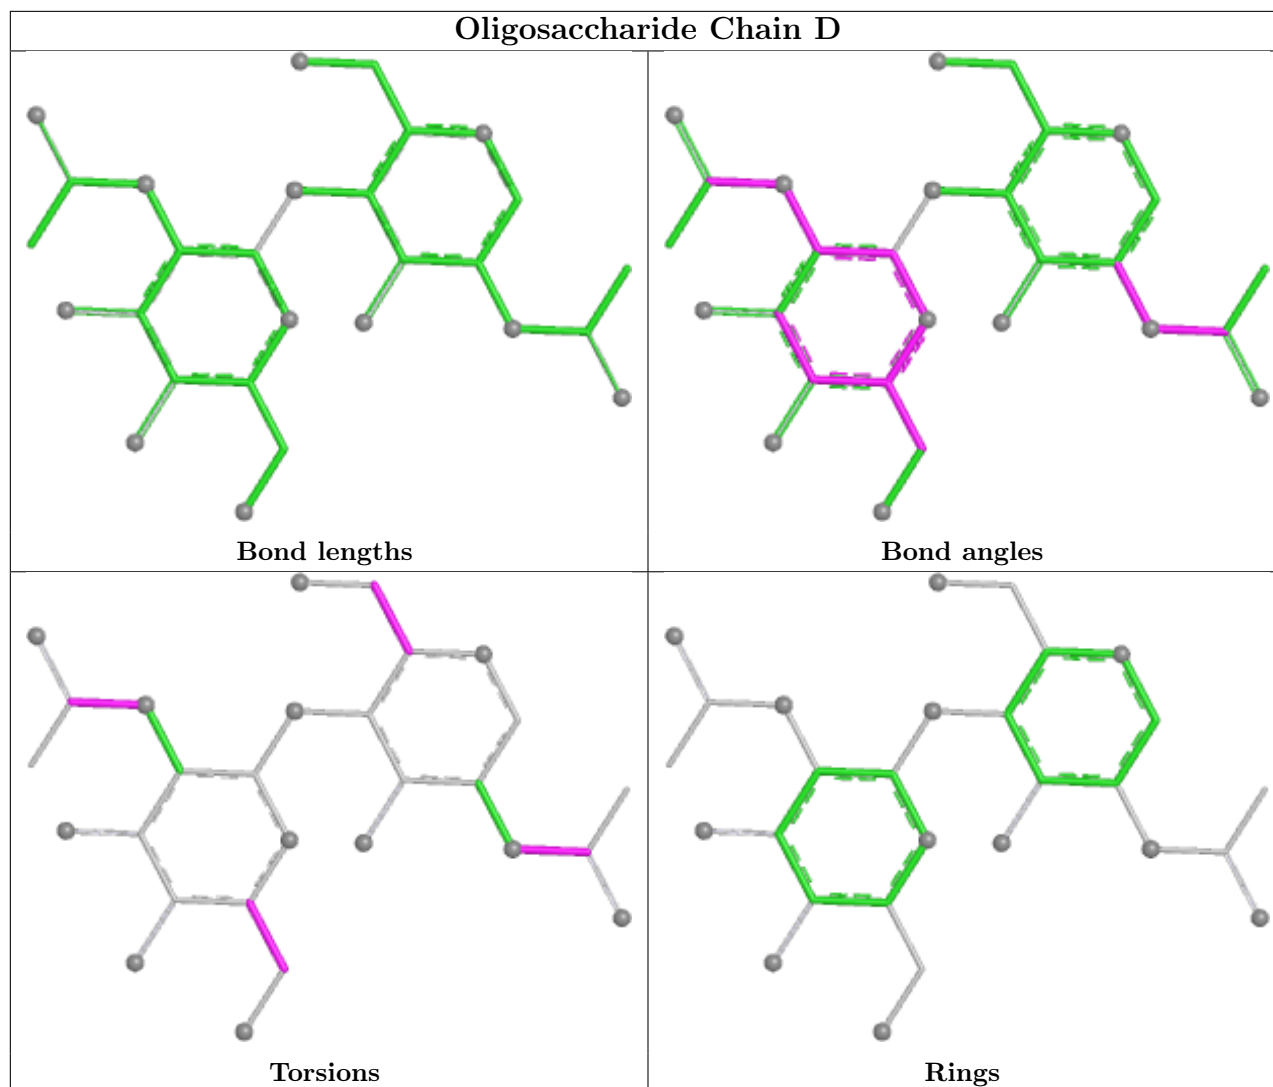 Oligosaccharide Chain D
Bond lengths
Bond angles
Torsions
Rings